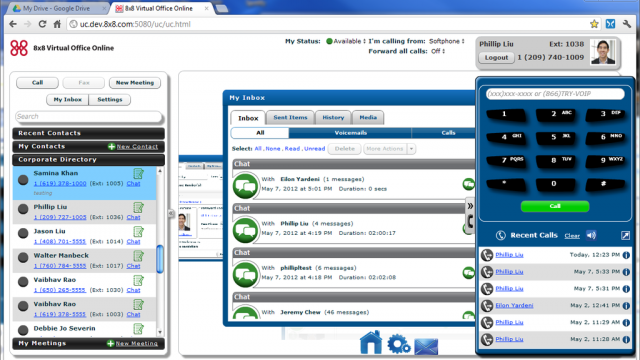 My Drive - Google Drive
8x8 Virtual Office Online
uc.dev.8x8.com:5080/uc/uc.html
8x8 Virtual Office Online
My Status: Available I'm calling from: Softphone
Forward all calls: Off
Phillip Liu Ext: 1038
Logout 1 (209) 740-1009
Call Fax New Meeting
My Inbox Settings
Search
Recent Contacts
My Contacts New Contact
Corporate Directory
Samina Khan
1 (619) 378-1000 (Ext: 1005) Chat
testing
Phillip Liu
1 (209) 727-1005 (Ext: 1036) Chat
Jason Liu
1 (408) 701-5555 (Ext: 1014) Chat
Walter Manbeck
1 (760) 784-5555 (Ext: 1017) Chat
Vaibhav Rao
1 (650) 265-5555 (Ext: 1030) Chat
Vaibhav Rao
1 (619) 378-5555 (Ext: 1003) Chat
Debbie Jo Severin
My Meetings New Meeting
My Inbox
Inbox Sent Items History Media
All Voicemails Calls
Select: All , None , Read , Unread Delete More Actions
Chat
With Eilon Yardeni (2 messages)
May 7, 2012 at 5:01 PM Duration: 0 secs
Chat
With Phillip Liu (4 messages)
May 7, 2012 at 4:19 PM Duration: 02:00:17
Chat
With philliptest (6 messages)
May 7, 2012 at 4:18 PM Duration: 02:02:08
Chat
With Jeremy Chew (46 messages)
(xxx)xxx-xxxx or (866)TRY-VOIP
1 2 ABC 3 DEF
4 GHI 5 JKL 6 MNO
7 PQRS 8 TUV 9 WXYZ
* 0 #
Call
Recent Calls Clear
Phillip Liu Today, 12:23 PM
Phillip Liu May 7, 5:33 PM
Phillip Liu May 7, 5:31 PM
Eilon Yardeni May 2, 12:41 PM
Phillip Liu May 2, 11:29 AM
Phillip Liu May 2, 11:28 AM